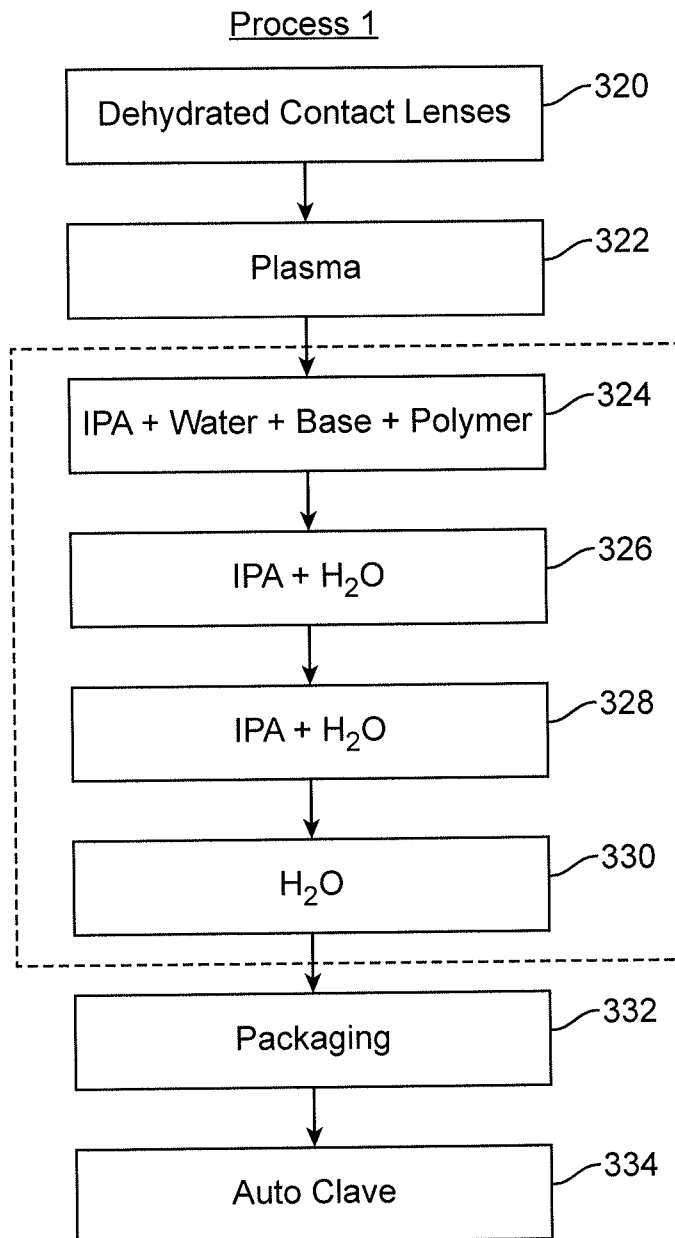 Process 1
Dehydrated Contact Lenses
320
Plasma
322
IPA + Water + Base + Polymer
324
IPA + H₂O
326
IPA + H₂O
328
H₂O
330
Packaging
332
Auto Clave
334